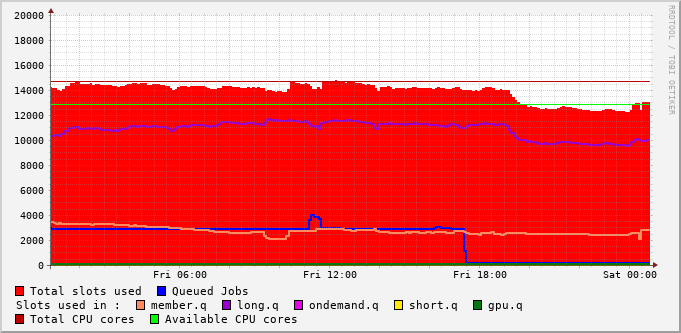 20000
18000
16000
14000
12000
10000
8000
6000
4000
2000
0
Fri 06:00 Fri 12:00 Fri 18:00 Sat 00:00
Total slots used Queued Jobs
Slots used in : member.q long.q ondemand.q short.q gpu.q
Total CPU cores Available CPU cores
RRDTOOL / TOBI OETIKER